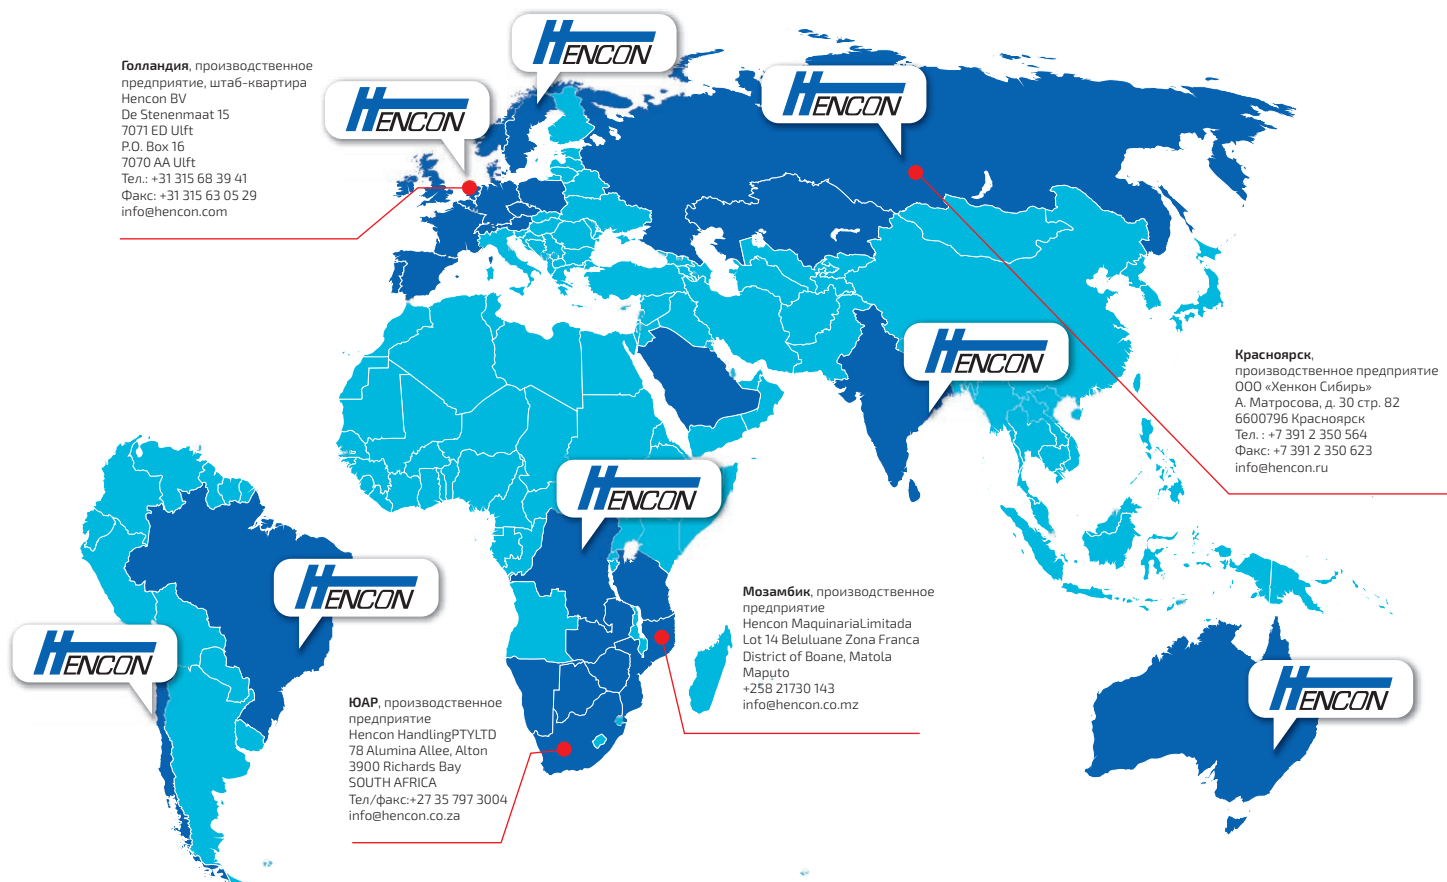 HENCON
HENCON
HENCON
Голландия, производственное
предприятие, штаб-квартира
Hencon BV
De Stenenmaat 15
7071 ED Ulft
P.O. Box 16
7070 AA Ulft
Тел.: +31 315 68 39 41
Факс: +31 315 63 05 29
info@hencon.com
HENCON
Красноярск,
производственное предприятие
ООО «Хенкон Сибирь»
А. Матросова, д. 30 стр. 82
6600796 Красноярск
Тел. : +7 391 2 350 564
Факс: +7 391 2 350 623
info@hencon.ru
HENCON
HENCON
Мозамбик, производственное
предприятие
Hencon MaquinariaLimitada
Lot 14 Beluluane Zona Franca
District of Boane, Matola
Maputo
+258 21730 143
info@hencon.co.mz
HENCON
HENCON
ЮАР, производственное
предприятие
Hencon HandlingPTYLTD
78 Alumina Allee, Alton
3900 Richards Bay
SOUTH AFRICA
Тел/факс:+27 35 797 3004
info@hencon.co.za